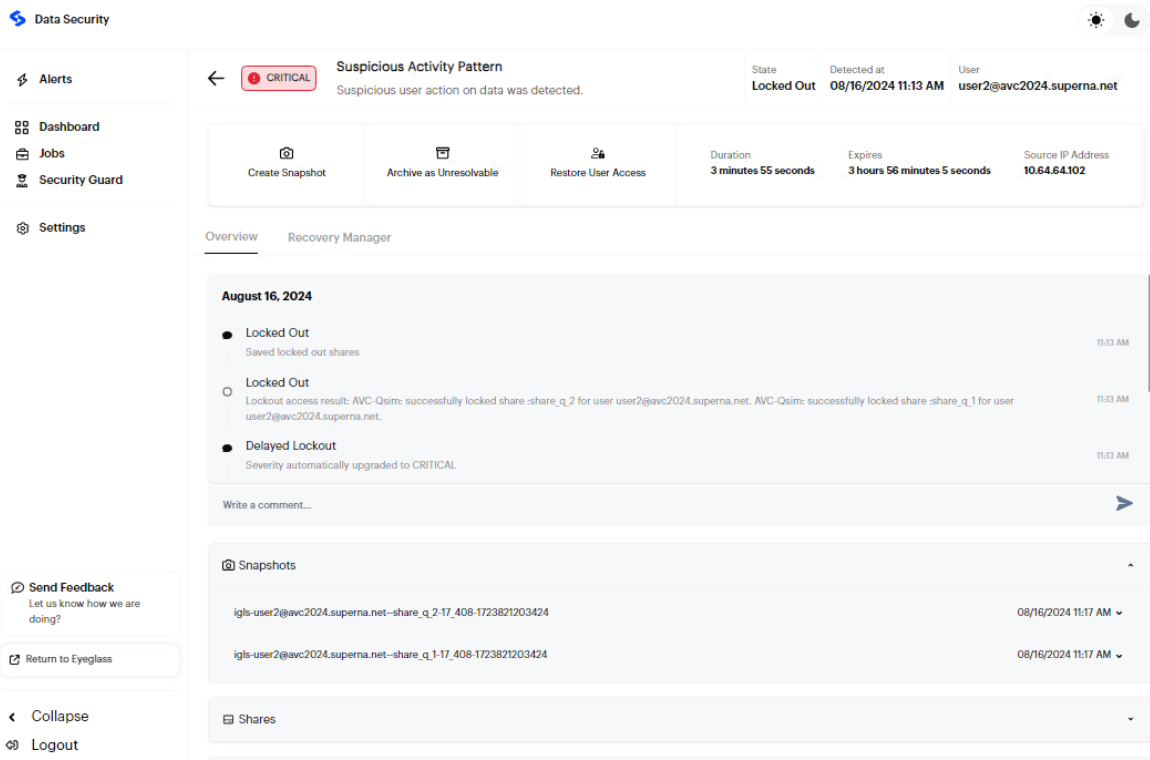 Data Security
Alerts
Dashboard
Jobs
Security Guard
Settings
Send Feedback
Let us know how we are
doing?
Return to Eyeglass
Collapse
Logout
CRITICAL
Suspicious Activity Pattern
Suspicious user action on data was detected.
State
Locked Out
Detected at
08/16/2024 11:13 AM
User
user2@avc2024.superna.net
Create Snapshot
Archive as Unresolvable
Restore User Access
Duration
3 minutes 55 seconds
Expires
3 hours 56 minutes 5 seconds
Source IP Address
10.64.64.102
Overview
Recovery Manager
August 16, 2024
Locked Out
Saved locked out shares
11:13 AM
Locked Out
Lockout access result: AVC-Qsim: successfully locked share :share_q_2 for user user2@avc2024.superna.net. AVC-Qsim: successfully locked share :share_q_1 for user
user2@avc2024.superna.net.
11:13 AM
Delayed Lockout
Severity automatically upgraded to CRITICAL
11:13 AM
Write a comment...
Snapshots
igls-user2@avc2024.superna.net--share_q_2-17_408-1723821203424
08/16/2024 11:17 AM
igls-user2@avc2024.superna.net--share_q_1-17_408-1723821203424
08/16/2024 11:17 AM
Shares